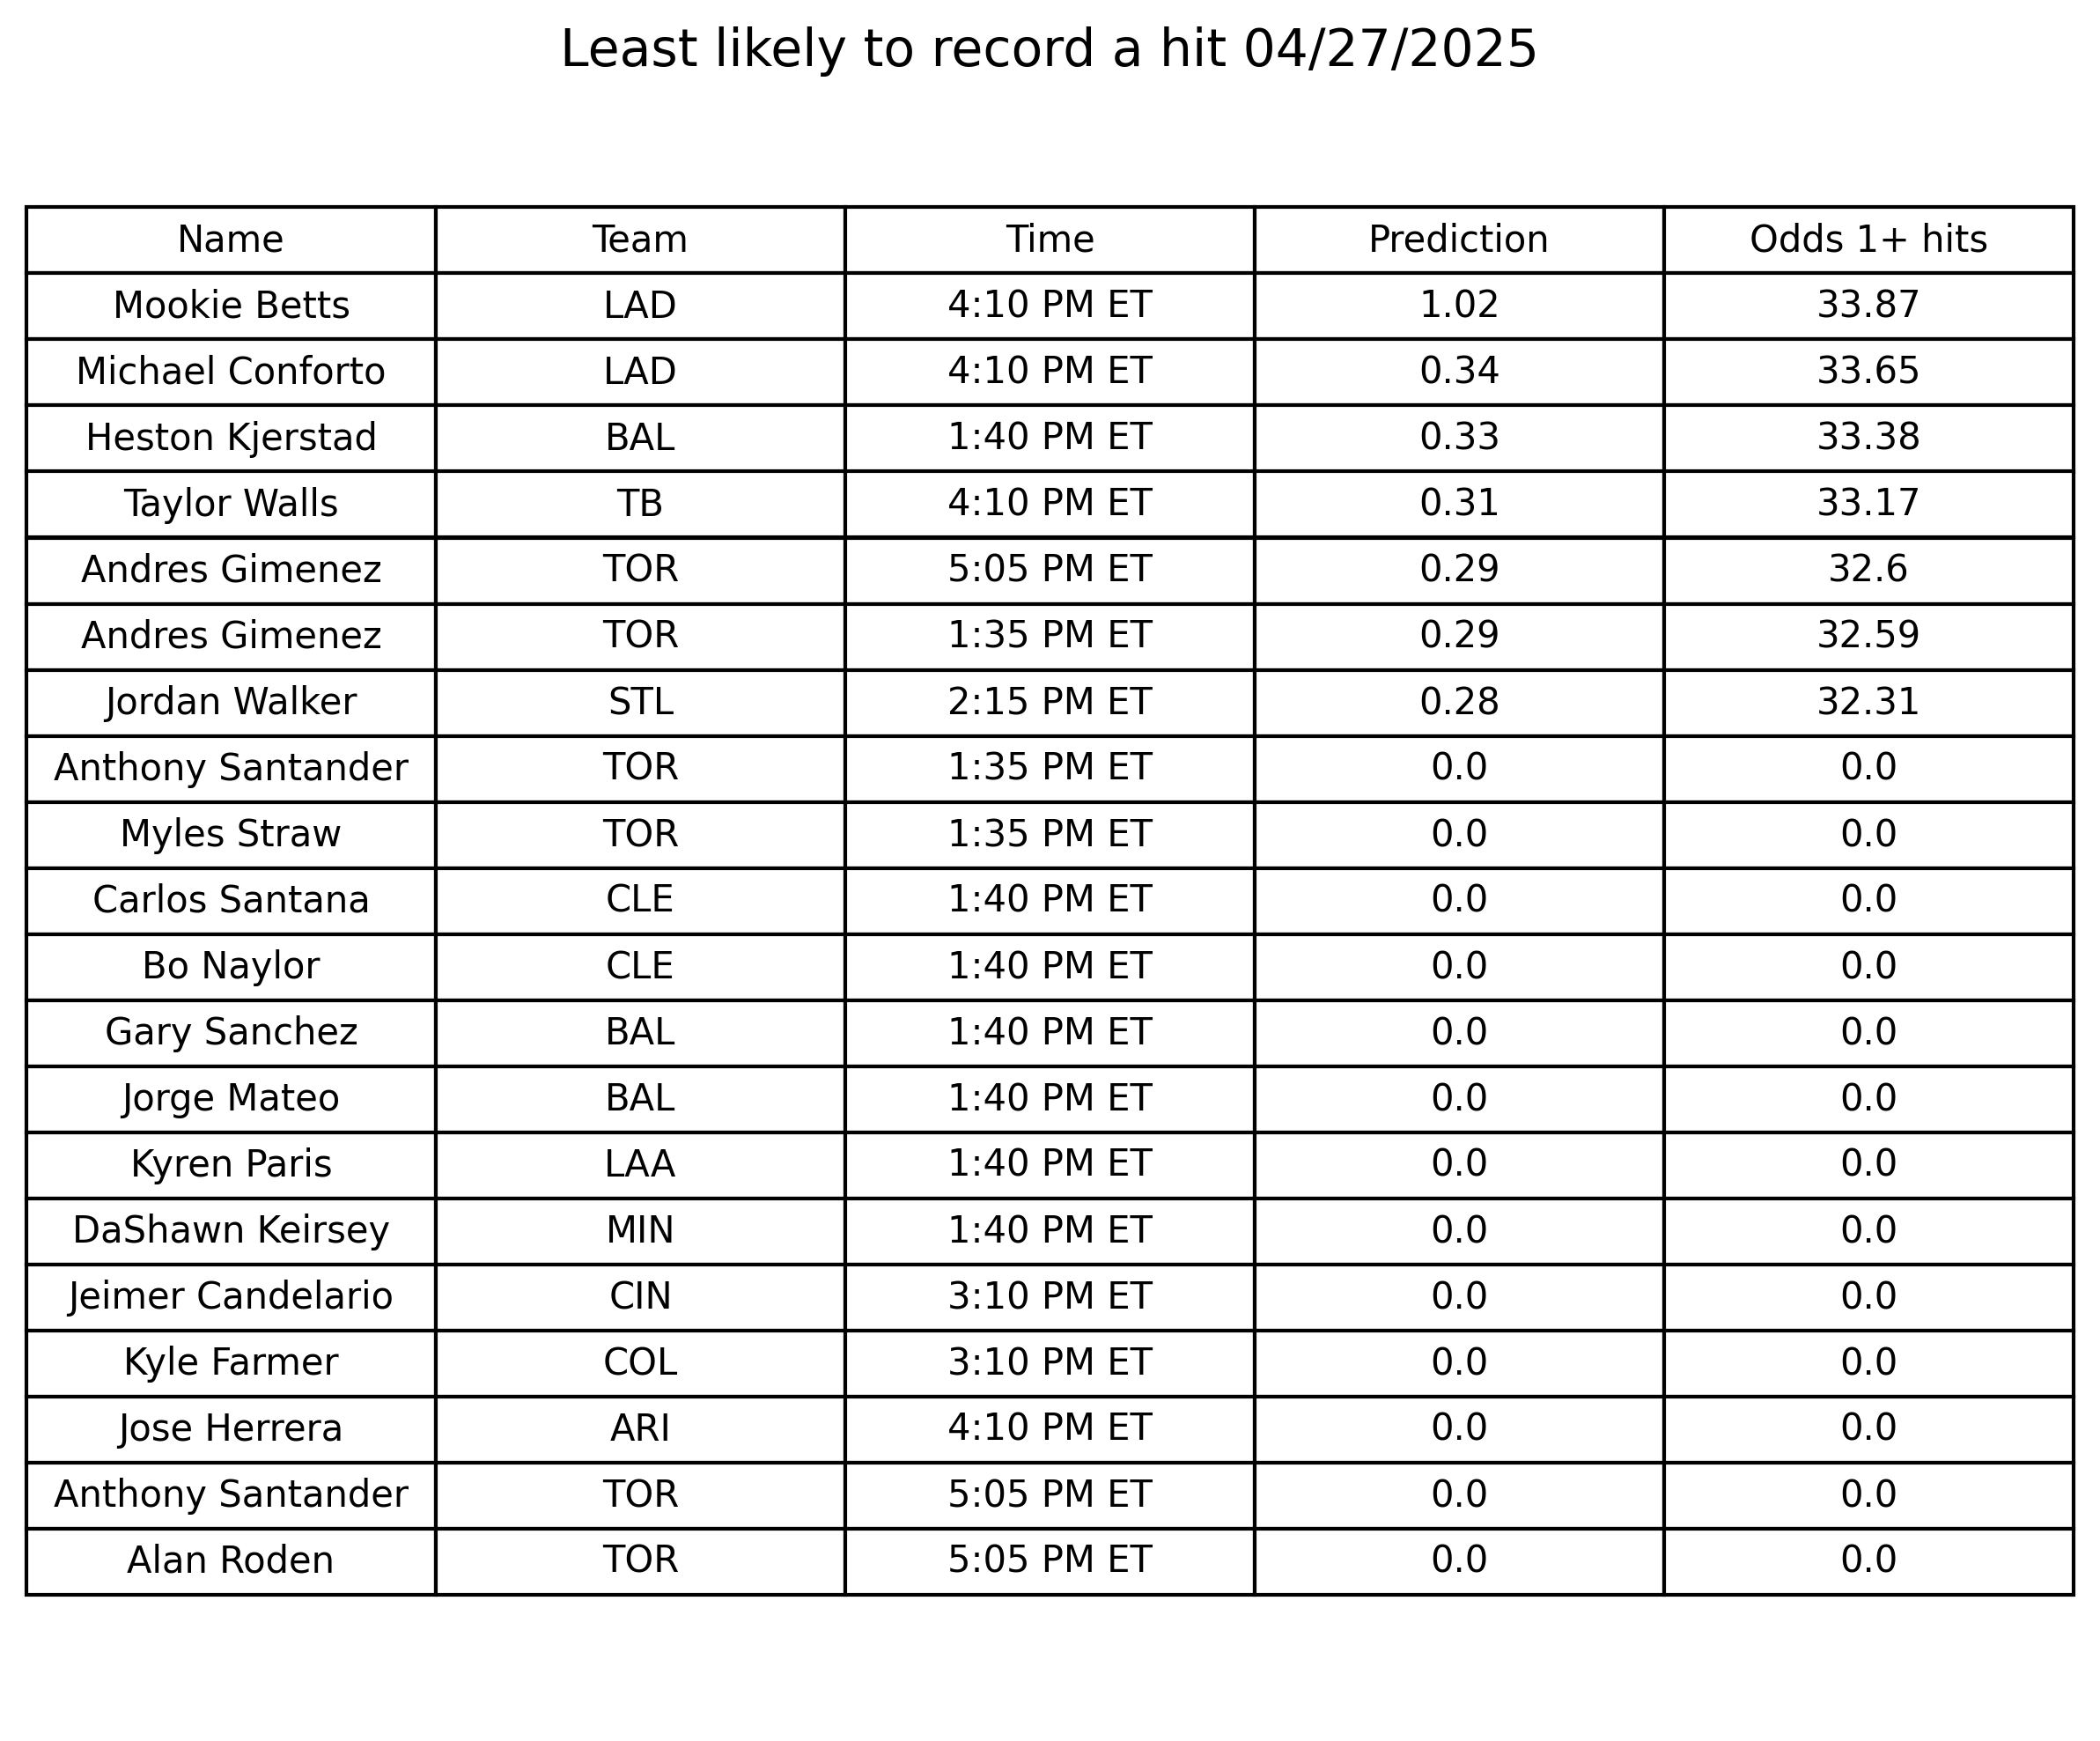 Least likely to record a hit 04/27/2025
Name Team Time Prediction Odds 1+ hits
Mookie Betts LAD 4:10 PM ET 1.02 33.87
Michael Conforto LAD 4:10 PM ET 0.34 33.65
Heston Kjerstad BAL 1:40 PM ET 0.33 33.38
Taylor Walls TB 4:10 PM ET 0.31 33.17
Andres Gimenez TOR 5:05 PM ET 0.29 32.6
Andres Gimenez TOR 1:35 PM ET 0.29 32.59
Jordan Walker STL 2:15 PM ET 0.28 32.31
Anthony Santander TOR 1:35 PM ET 0.0 0.0
Myles Straw TOR 1:35 PM ET 0.0 0.0
Carlos Santana CLE 1:40 PM ET 0.0 0.0
Bo Naylor CLE 1:40 PM ET 0.0 0.0
Gary Sanchez BAL 1:40 PM ET 0.0 0.0
Jorge Mateo BAL 1:40 PM ET 0.0 0.0
Kyren Paris LAA 1:40 PM ET 0.0 0.0
DaShawn Keirsey MIN 1:40 PM ET 0.0 0.0
Jeimer Candelario CIN 3:10 PM ET 0.0 0.0
Kyle Farmer COL 3:10 PM ET 0.0 0.0
Jose Herrera ARI 4:10 PM ET 0.0 0.0
Anthony Santander TOR 5:05 PM ET 0.0 0.0
Alan Roden TOR 5:05 PM ET 0.0 0.0